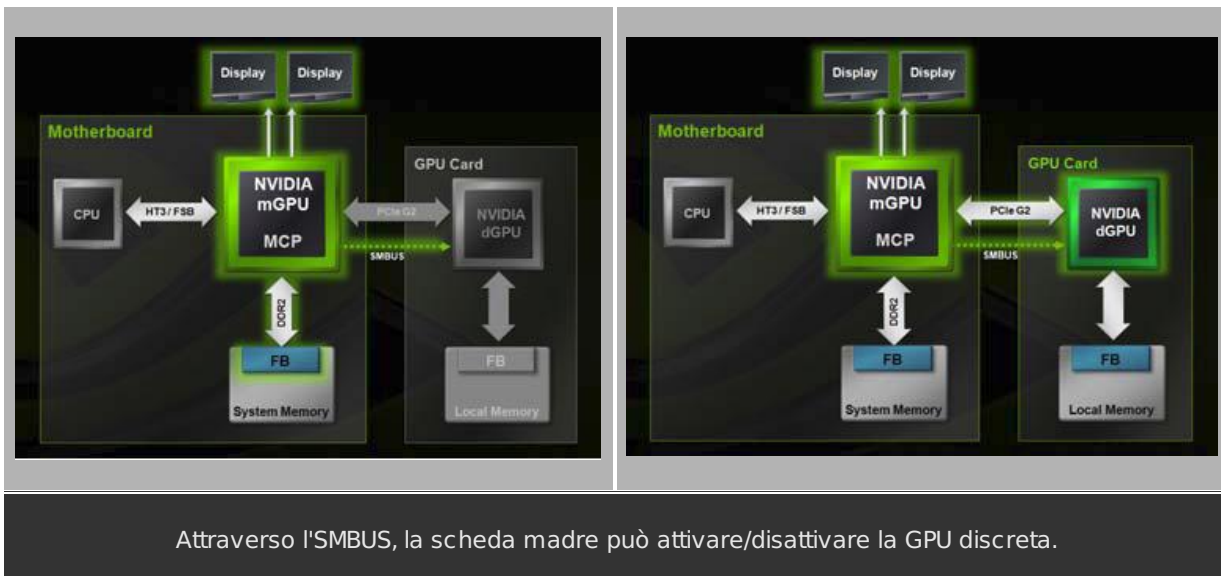 Display Display
Motherboard
GPU Card
CPU
HT3 / FSB
NVIDIA
mGPU
MCP
PCIe G2
SMBUS
NVIDIA
dGPU
DDR2
FB
System Memory
FB
Local Memory
Display Display
Motherboard
GPU Card
CPU
HT3 / FSB
NVIDIA
mGPU
MCP
PCIe G2
SMBUS
NVIDIA
dGPU
DDR2
FB
System Memory
FB
Local Memory
Attraverso l'SMBUS, la scheda madre può attivare/disattivare la GPU discreta.